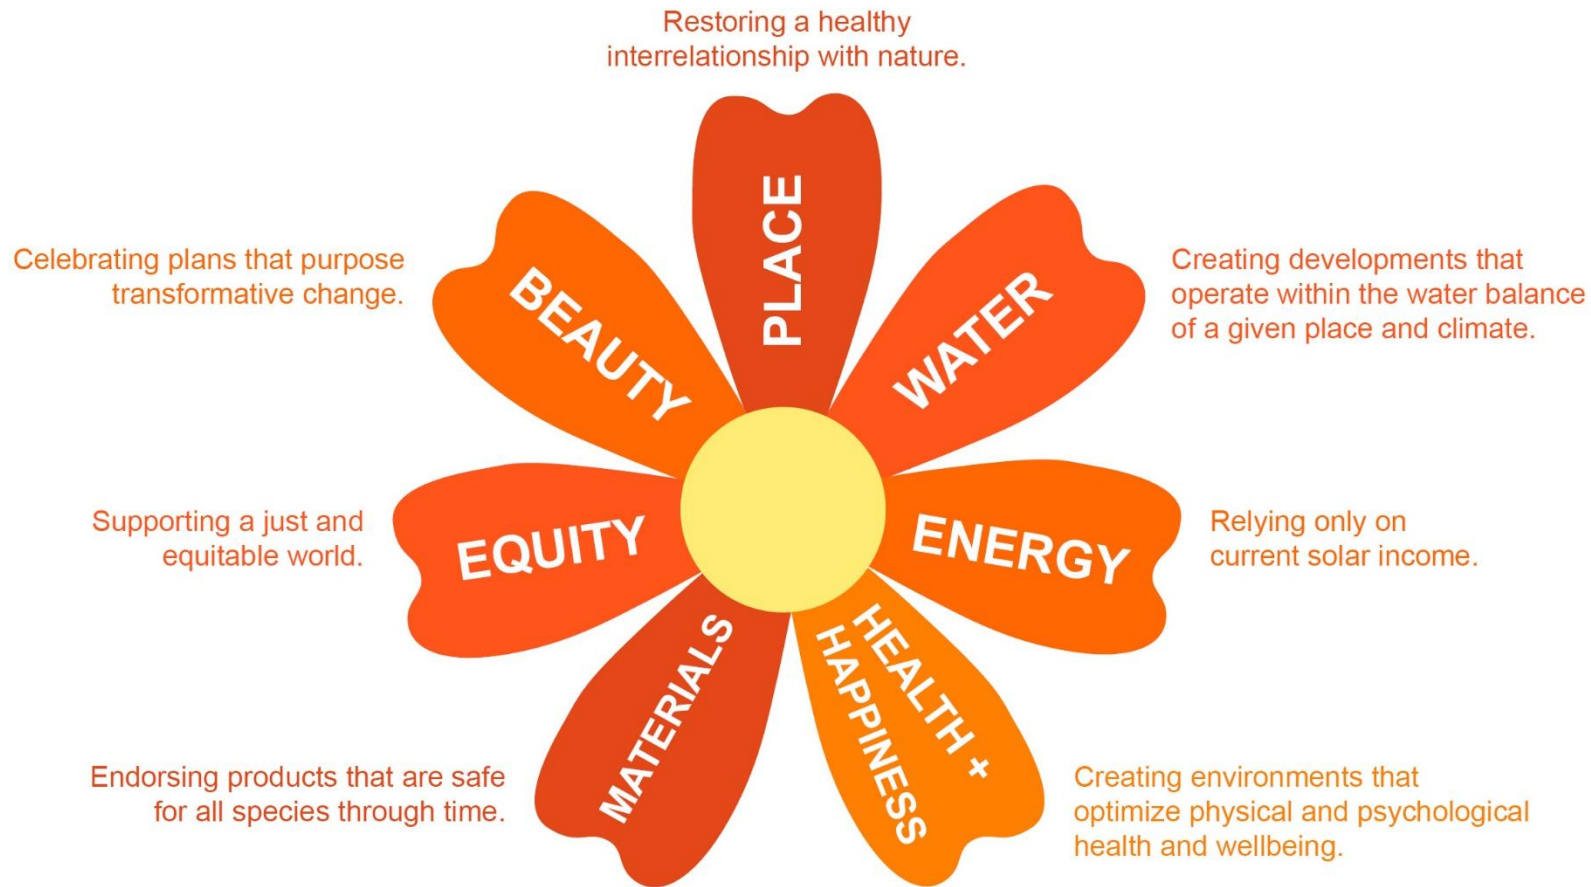 Restoring a healthy
interrelationship with nature.
PLACE
Creating developments that
operate within the water balance
of a given place and climate.
WATER
Relying only on
current solar income.
ENERGY
Creating environments that
optimize physical and psychological
health and wellbeing.
HEALTH +
HAPPINESS
Endorsing products that are safe
for all species through time.
MATERIALS
Supporting a just and
equitable world.
EQUITY
Celebrating plans that purpose
transformative change.
BEAUTY